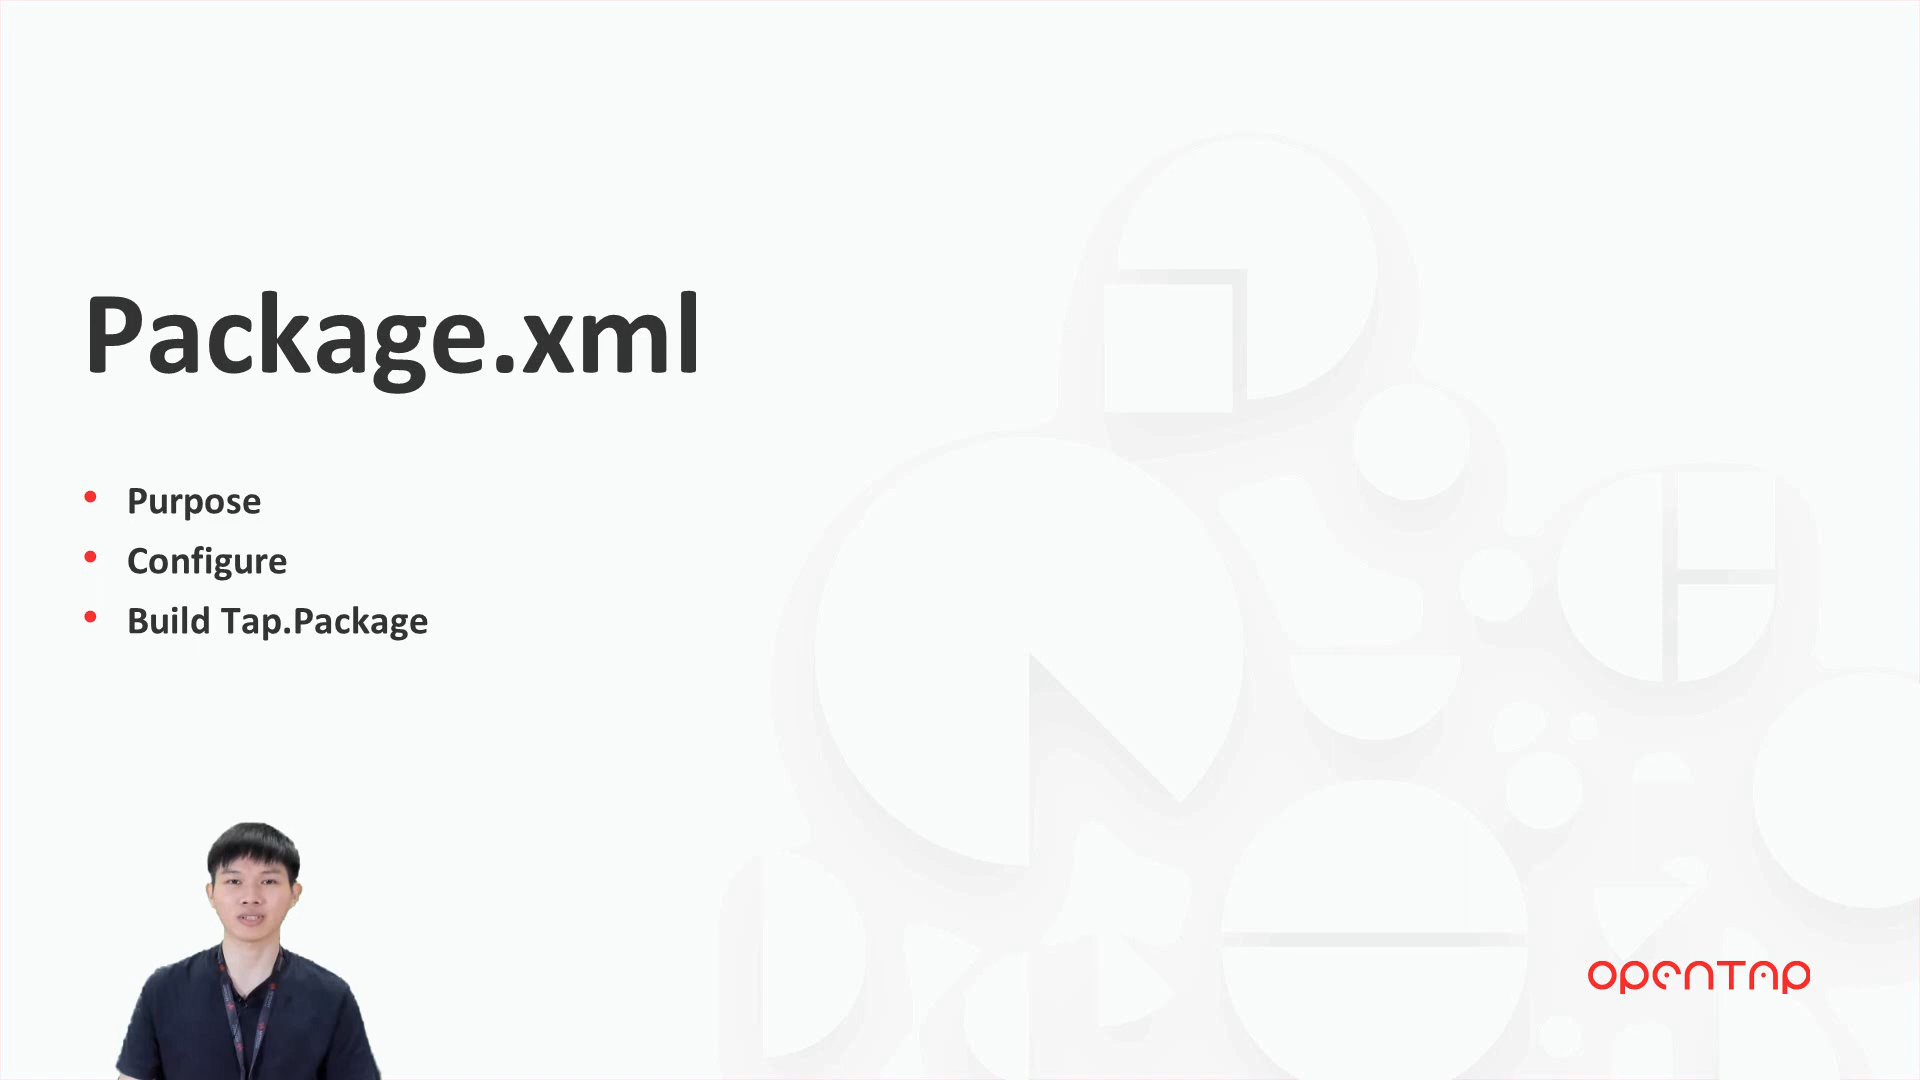 Package.xml
• Purpose
• Configure
• Build Tap.Package
OPENTAP